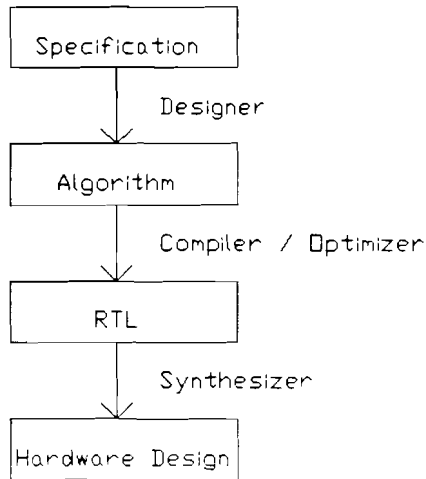 Specification
Designer
Algorithm
Compiler / Optimizer
RTL
Synthesizer
Hardware Design